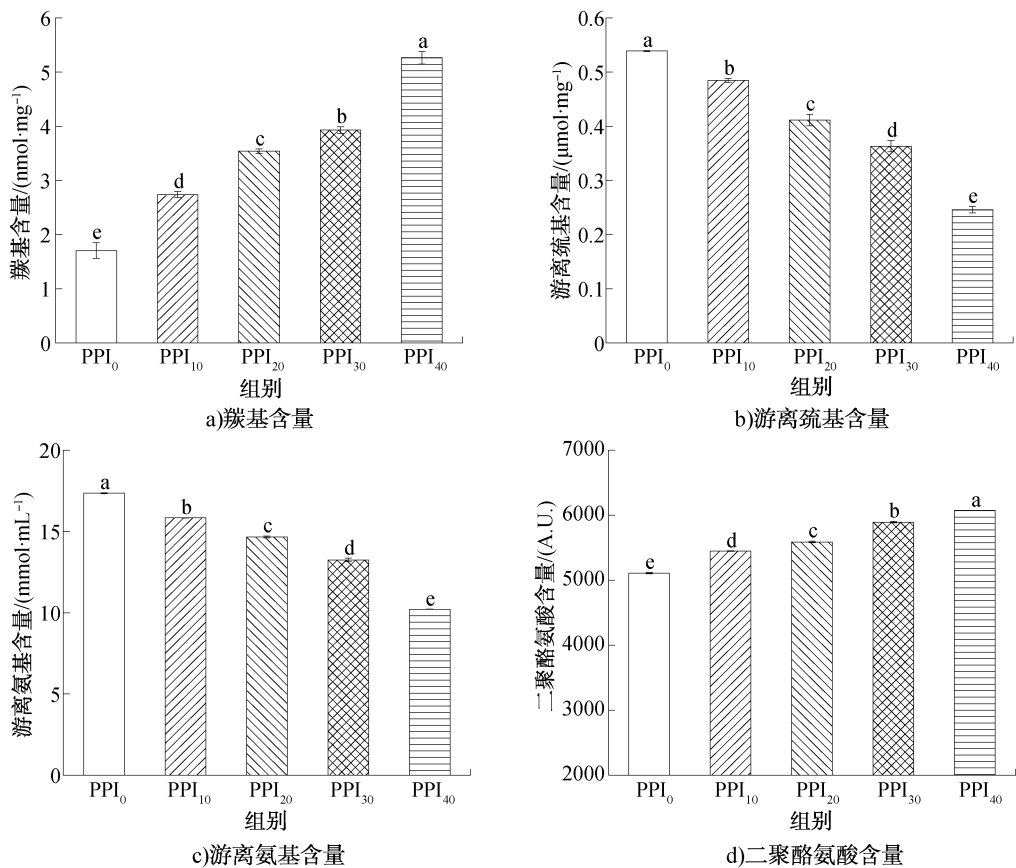 6
5
4
3
2
1
0
羰基含量/(nmol·mg⁻¹)
e
d
c
b
a
PPI₀ PPI₁₀ PPI₂₀ PPI₃₀ PPI₄₀
组别
a)羰基含量
0.6
0.5
0.4
0.3
0.2
0.1
0
游离巯基含量/(μmol·mg⁻¹)
a
b
c
d
e
PPI₀ PPI₁₀ PPI₂₀ PPI₃₀ PPI₄₀
组别
b)游离巯基含量
20
15
10
5
0
游离氨基含量/(mmol·mL⁻¹)
a
b
c
d
e
PPI₀ PPI₁₀ PPI₂₀ PPI₃₀ PPI₄₀
组别
c)游离氨基含量
7000
6000
5000
4000
3000
2000
二聚酪氨酸含量/(A.U.)
e
d
c
b
a
PPI₀ PPI₁₀ PPI₂₀ PPI₃₀ PPI₄₀
组别
d)二聚酪氨酸含量